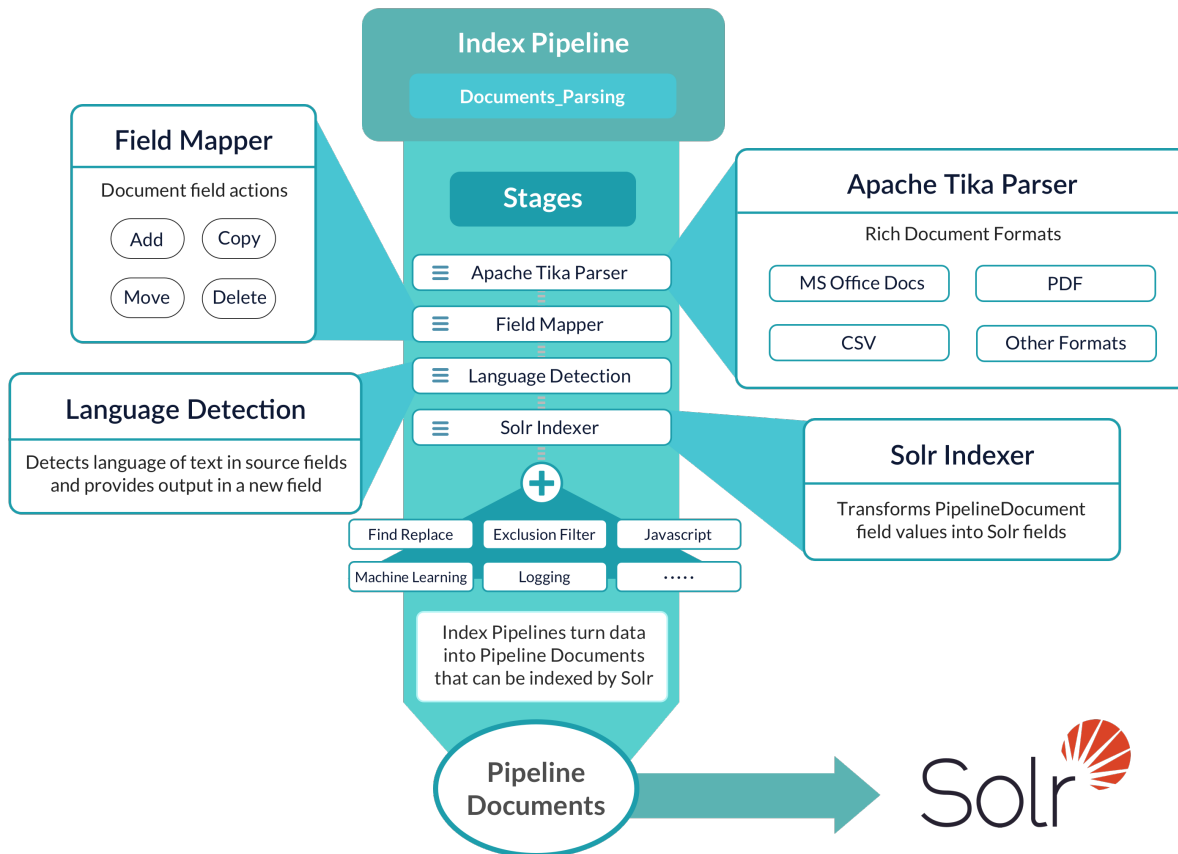 Index Pipeline
Documents_Parsing
Field Mapper
Document field actions
Add
Copy
Move
Delete
Stages
Apache Tika Parser
Field Mapper
Language Detection
Solr Indexer
Apache Tika Parser
Rich Document Formats
MS Office Docs
PDF
CSV
Other Formats
Language Detection
Detects language of text in source fields
and provides output in a new field
Solr Indexer
Transforms PipelineDocument
field values into Solr fields
Find Replace
Exclusion Filter
Javascript
Machine Learning
Logging
.....
Index Pipelines turn data
into Pipeline Documents
that can be indexed by Solr
Pipeline
Documents
Solr